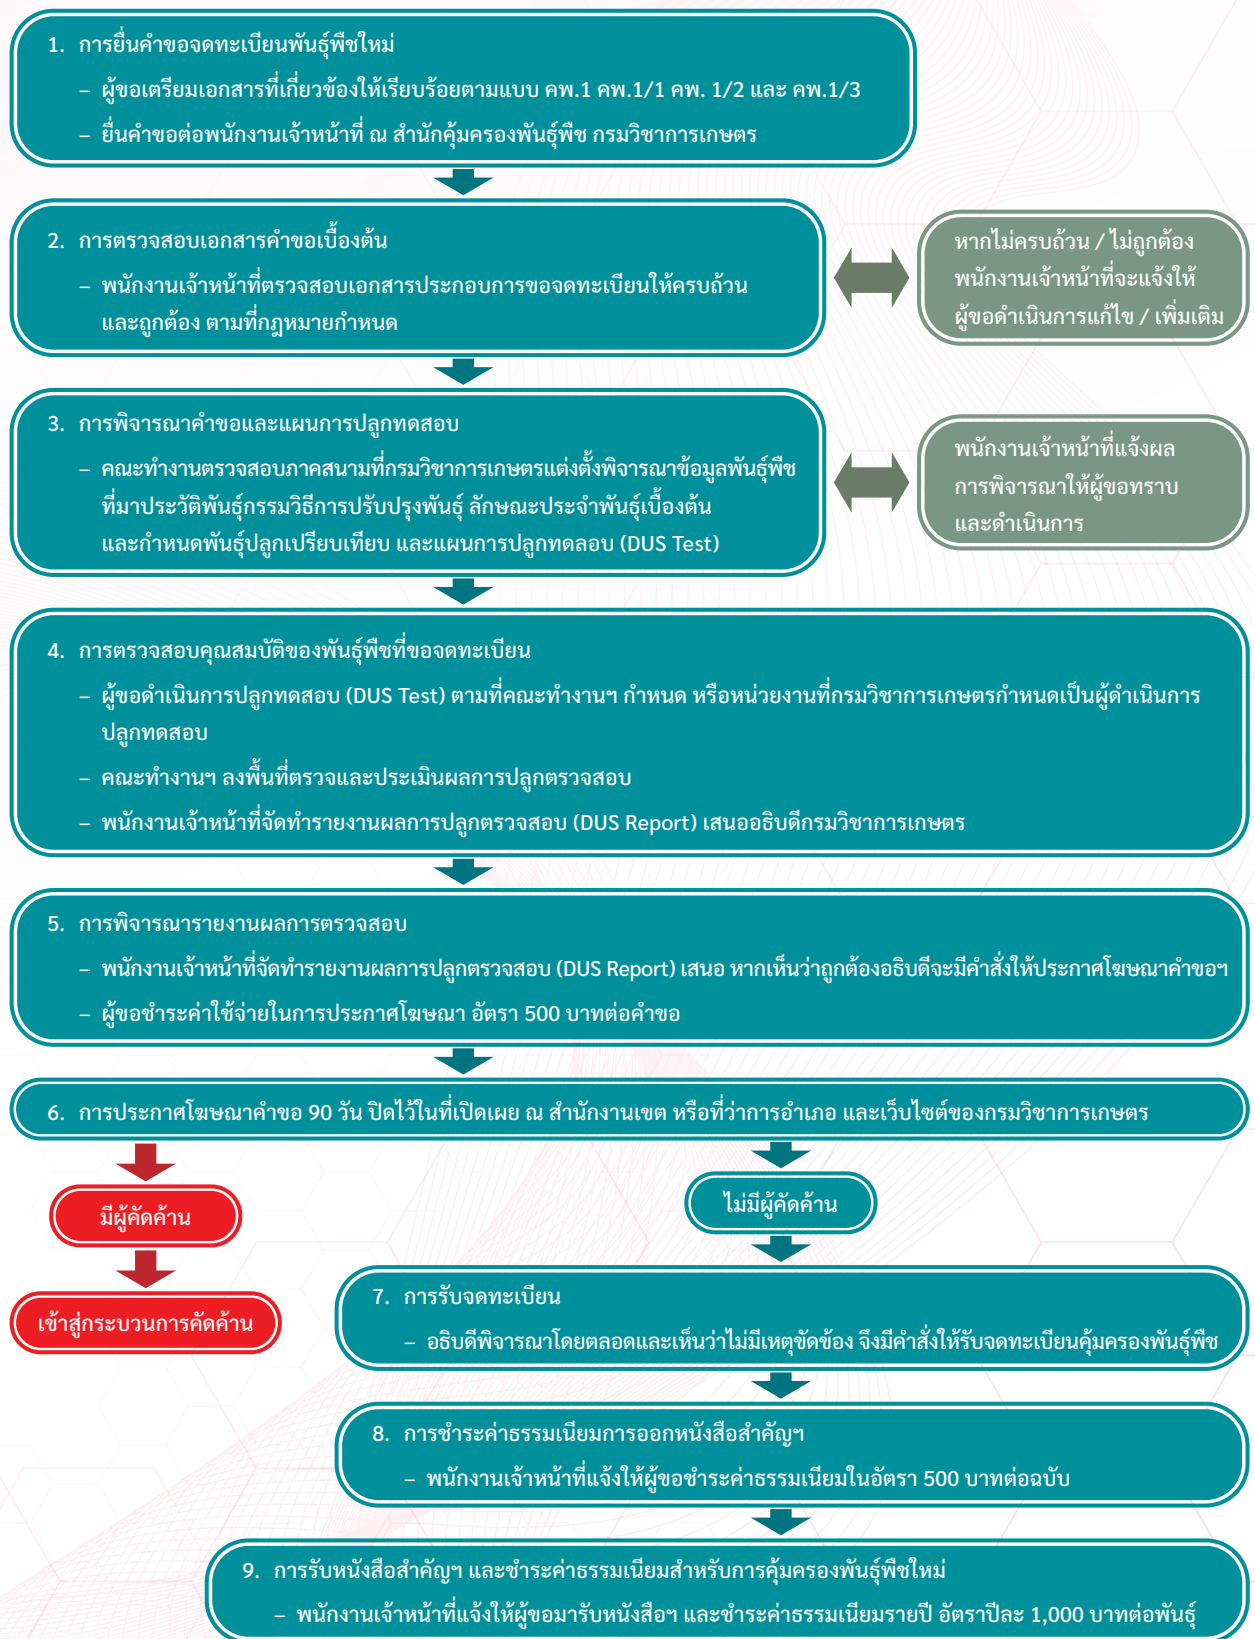 1. การยื่นคำขอจดทะเบียนพันธุ์พืชใหม่
– ผู้ขอเตรียมเอกสารที่เกี่ยวข้องให้เรียบร้อยตามแบบ คพ.1 คพ.1/1 คพ. 1/2 และ คพ.1/3
– ยื่นคำขอต่อพนักงานเจ้าหน้าที่ ณ สำนักคุ้มครองพันธุ์พืช กรมวิชาการเกษตร
2. การตรวจสอบเอกสารคำขอเบื้องต้น
– พนักงานเจ้าหน้าที่ตรวจสอบเอกสารประกอบการขอจดทะเบียนให้ครบถ้วน
และถูกต้อง ตามที่กฎหมายกำหนด
หากไม่ครบถ้วน / ไม่ถูกต้อง
พนักงานเจ้าหน้าที่จะแจ้งให้
ผู้ขอดำเนินการแก้ไข / เพิ่มเติม
3. การพิจารณาคำขอและแผนการปลูกทดสอบ
– คณะทำงานตรวจสอบภาคสนามที่กรมวิชาการเกษตรแต่งตั้งพิจารณาข้อมูลพันธุ์พืช
ที่มาประวัติพันธุ์กรรมวิธีการปรับปรุงพันธุ์ ลักษณะประจำพันธุ์เบื้องต้น
และกำหนดพันธุ์ปลูกเปรียบเทียบ และแผนการปลูกทดลอบ (DUS Test)
พนักงานเจ้าหน้าที่แจ้งผล
การพิจารณาให้ผู้ขอทราบ
และดำเนินการ
4. การตรวจสอบคุณสมบัติของพันธุ์พืชที่ขอจดทะเบียน
– ผู้ขอดำเนินการปลูกทดสอบ (DUS Test) ตามที่คณะทำงานฯ กำหนด หรือหน่วยงานที่กรมวิชาการเกษตรกำหนดเป็นผู้ดำเนินการ
ปลูกทดสอบ
– คณะทำงานฯ ลงพื้นที่ตรวจและประเมินผลการปลูกตรวจสอบ
– พนักงานเจ้าหน้าที่จัดทำรายงานผลการปลูกตรวจสอบ (DUS Report) เสนออธิบดีกรมวิชาการเกษตร
5. การพิจารณารายงานผลการตรวจสอบ
– พนักงานเจ้าหน้าที่จัดทำรายงานผลการปลูกตรวจสอบ (DUS Report) เสนอ หากเห็นว่าถูกต้องอธิบดีจะมีคำสั่งให้ประกาศโฆษณาคำขอฯ
– ผู้ขอชำระค่าใช้จ่ายในการประกาศโฆษณา อัตรา 500 บาทต่อคำขอ
6. การประกาศโฆษณาคำขอ 90 วัน ปิดไว้ในที่เปิดเผย ณ สำนักงานเขต หรือที่ว่าการอำเภอ และเว็บไซต์ของกรมวิชาการเกษตร
มีผู้คัดค้าน
ไม่มีผู้คัดค้าน
เข้าสู่กระบวนการคัดค้าน
7. การรับจดทะเบียน
– อธิบดีพิจารณาโดยตลอดและเห็นว่าไม่มีเหตุขัดข้อง จึงมีคำสั่งให้รับจดทะเบียนคุ้มครองพันธุ์พืช
8. การชำระค่าธรรมเนียมการออกหนังสือสำคัญฯ
– พนักงานเจ้าหน้าที่แจ้งให้ผู้ขอชำระค่าธรรมเนียมในอัตรา 500 บาทต่อฉบับ
9. การรับหนังสือสำคัญฯ และชำระค่าธรรมเนียมสำหรับการคุ้มครองพันธุ์พืชใหม่
– พนักงานเจ้าหน้าที่แจ้งให้ผู้ขอมารับหนังสือฯ และชำระค่าธรรมเนียมรายปี อัตราปีละ 1,000 บาทต่อพันธุ์